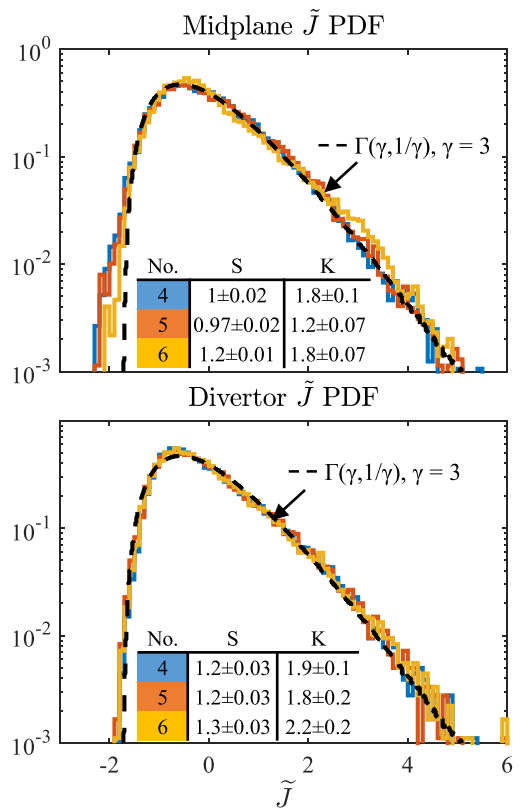 Midplane J̃ PDF
10⁰
10⁻¹
10⁻²
10⁻³
Γ(γ,1/γ), γ = 3
No. S K
4 1±0.02 1.8±0.1
5 0.97±0.02 1.2±0.07
6 1.2±0.01 1.8±0.07
Divertor J̃ PDF
10⁻¹
10⁻²
10⁻³
Γ(γ,1/γ), γ = 3
No. S K
4 1.2±0.03 1.9±0.1
5 1.2±0.03 1.8±0.2
6 1.3±0.03 2.2±0.2
-2 0 2 4 6
J̃